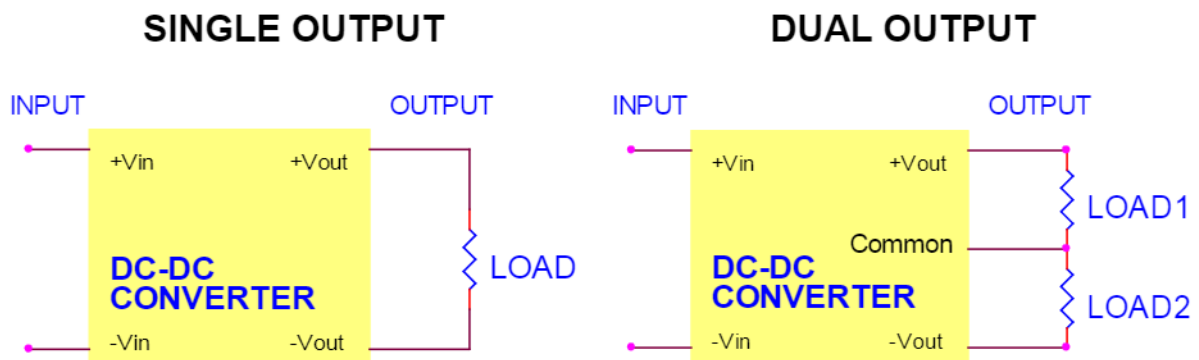 SINGLE OUTPUT
INPUT
OUTPUT
+Vin
+Vout
DC-DC
CONVERTER
LOAD
-Vin
-Vout
DUAL OUTPUT
INPUT
OUTPUT
+Vin
+Vout
LOAD1
Common
DC-DC
CONVERTER
LOAD2
-Vin
-Vout